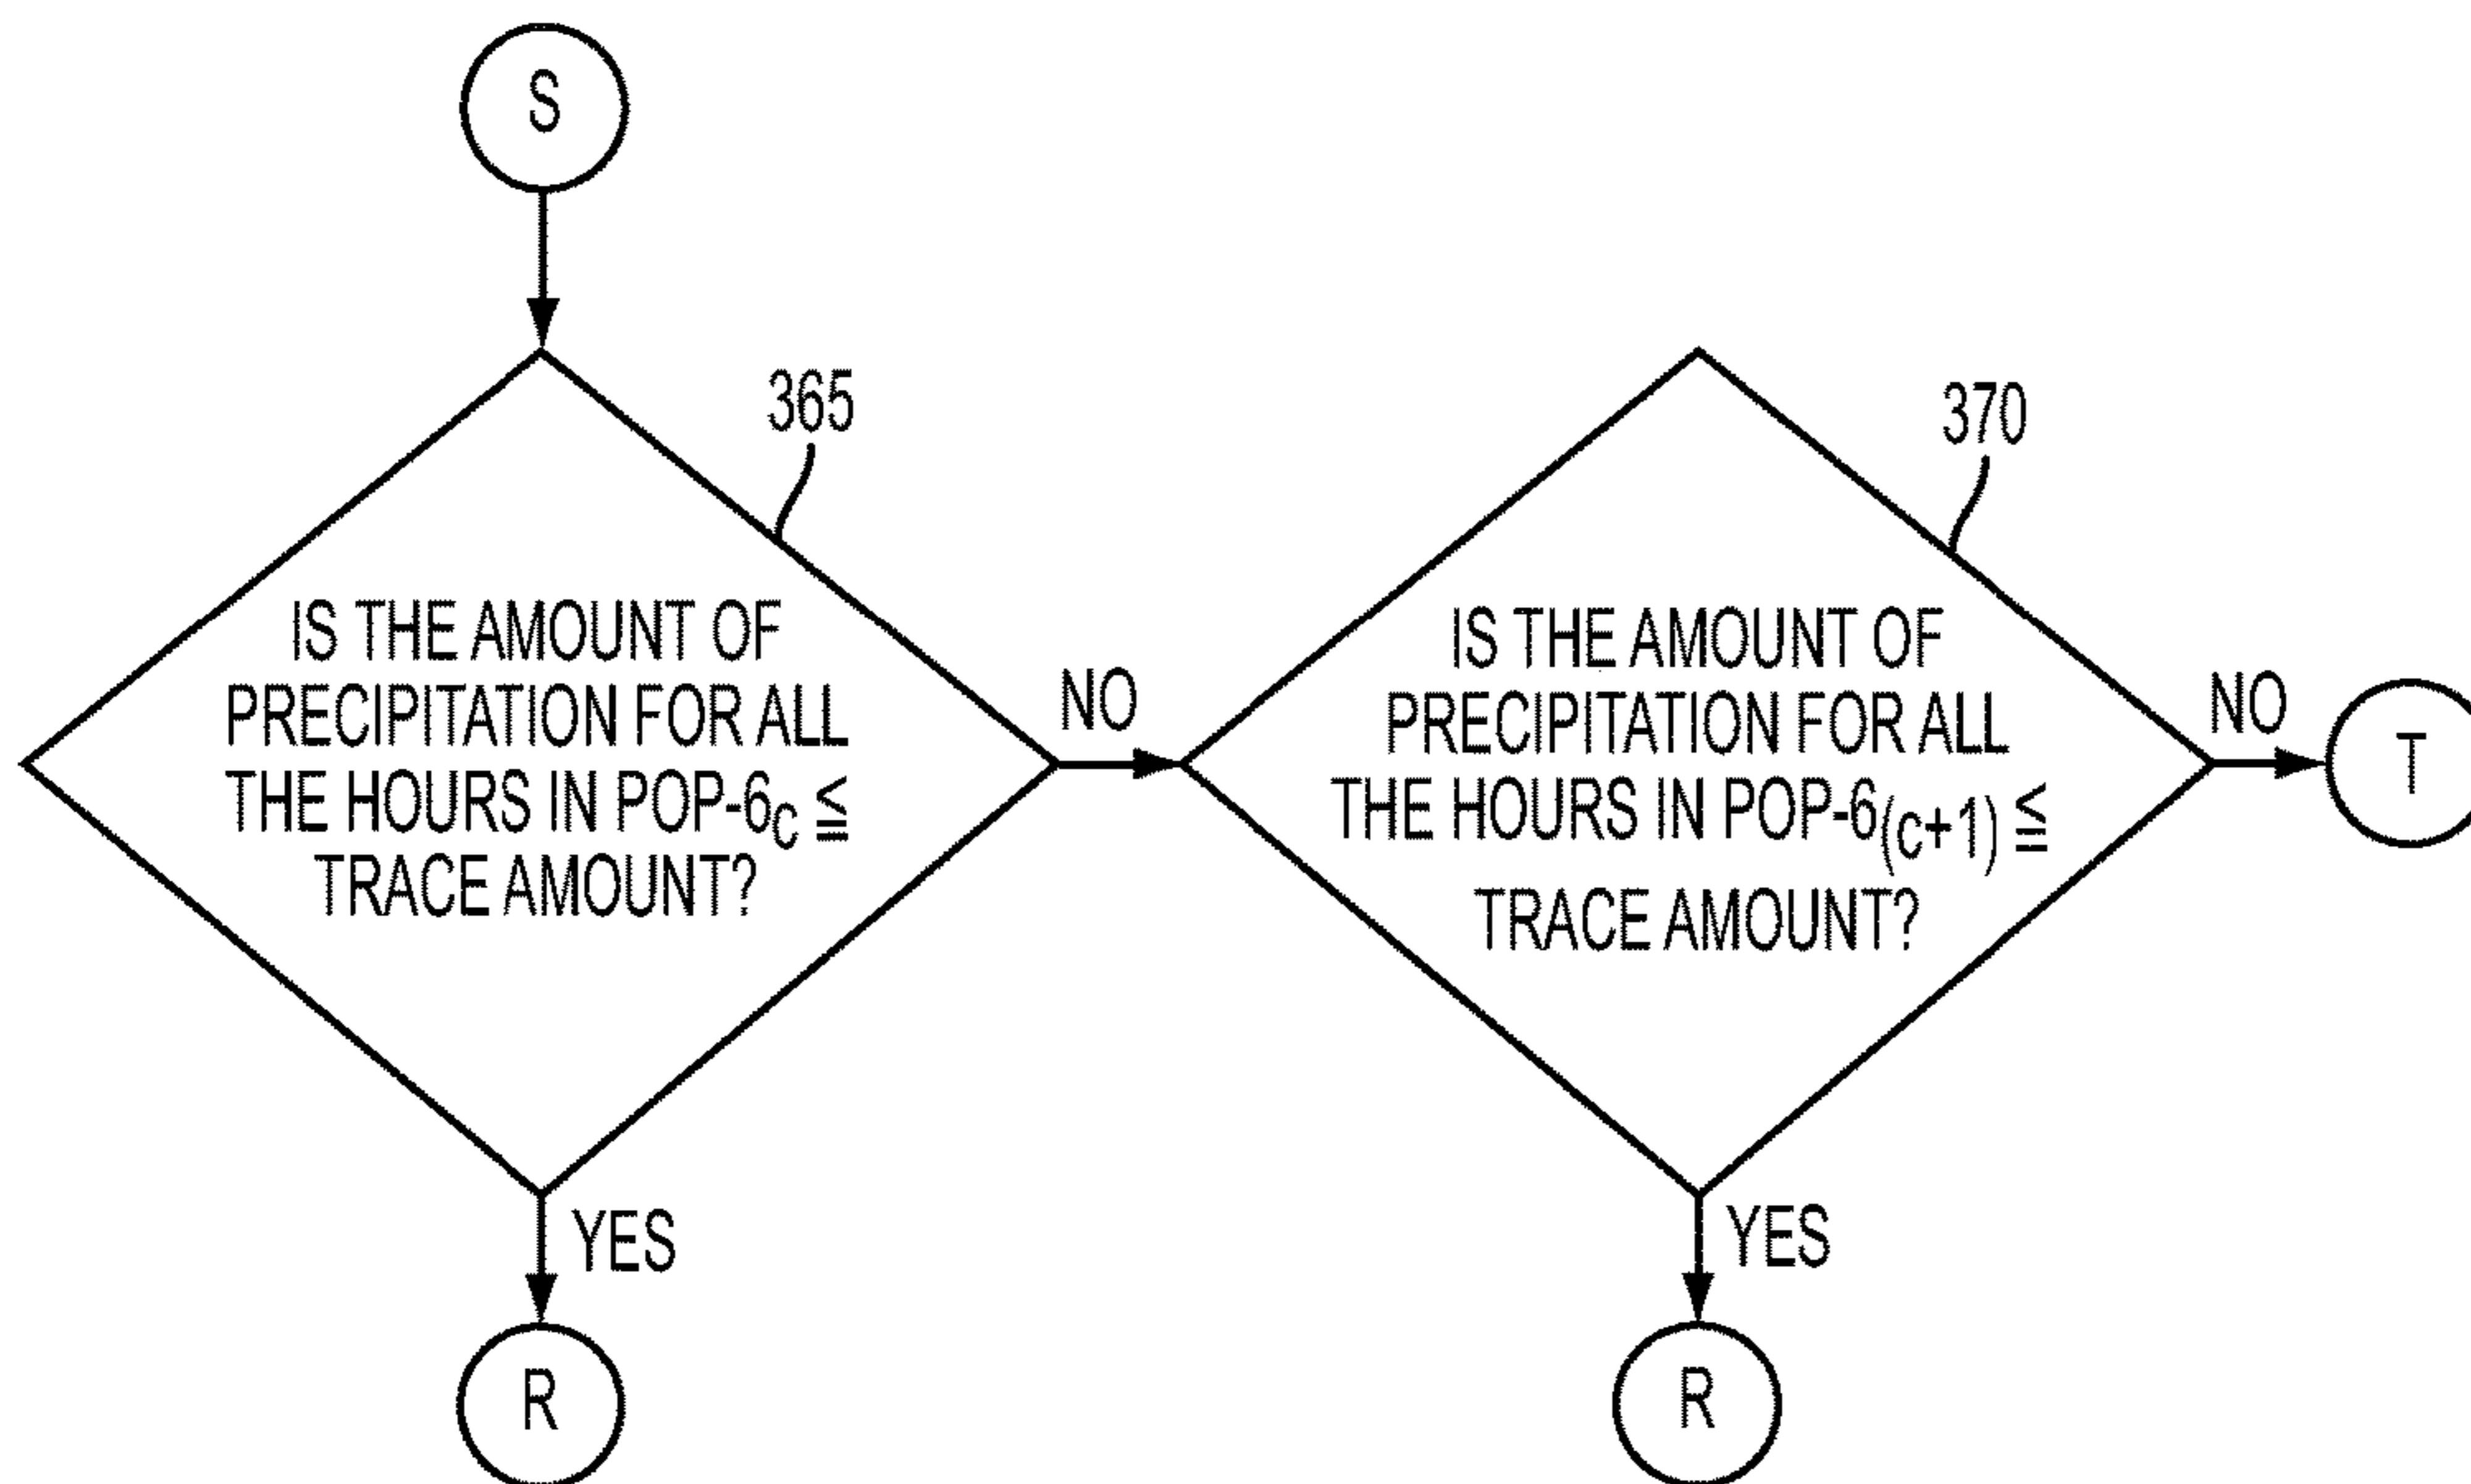 S
365
IS THE AMOUNT OF
PRECIPITATION FOR ALL
THE HOURS IN POP-6c ≦
TRACE AMOUNT?
NO
YES
R
370
IS THE AMOUNT OF
PRECIPITATION FOR ALL
THE HOURS IN POP-6(c+1) ≦
TRACE AMOUNT?
NO
T
YES
R